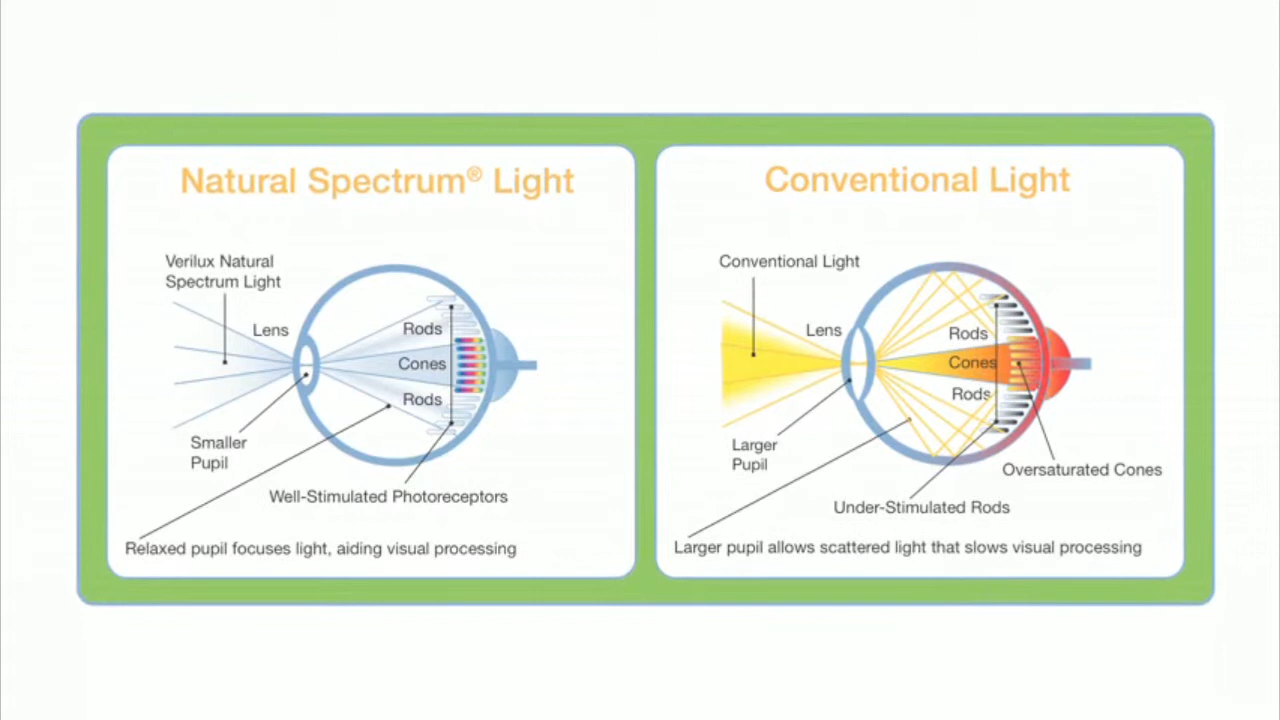 Natural Spectrum® Light
Verilux Natural
Spectrum Light
Lens
Rods
Cones
Rods
Smaller
Pupil
Well-Stimulated Photoreceptors
Relaxed pupil focuses light, aiding visual processing
Conventional Light
Conventional Light
Lens
Rods
Cones
Rods
Larger
Pupil
Oversaturated Cones
Under-Stimulated Rods
Larger pupil allows scattered light that slows visual processing